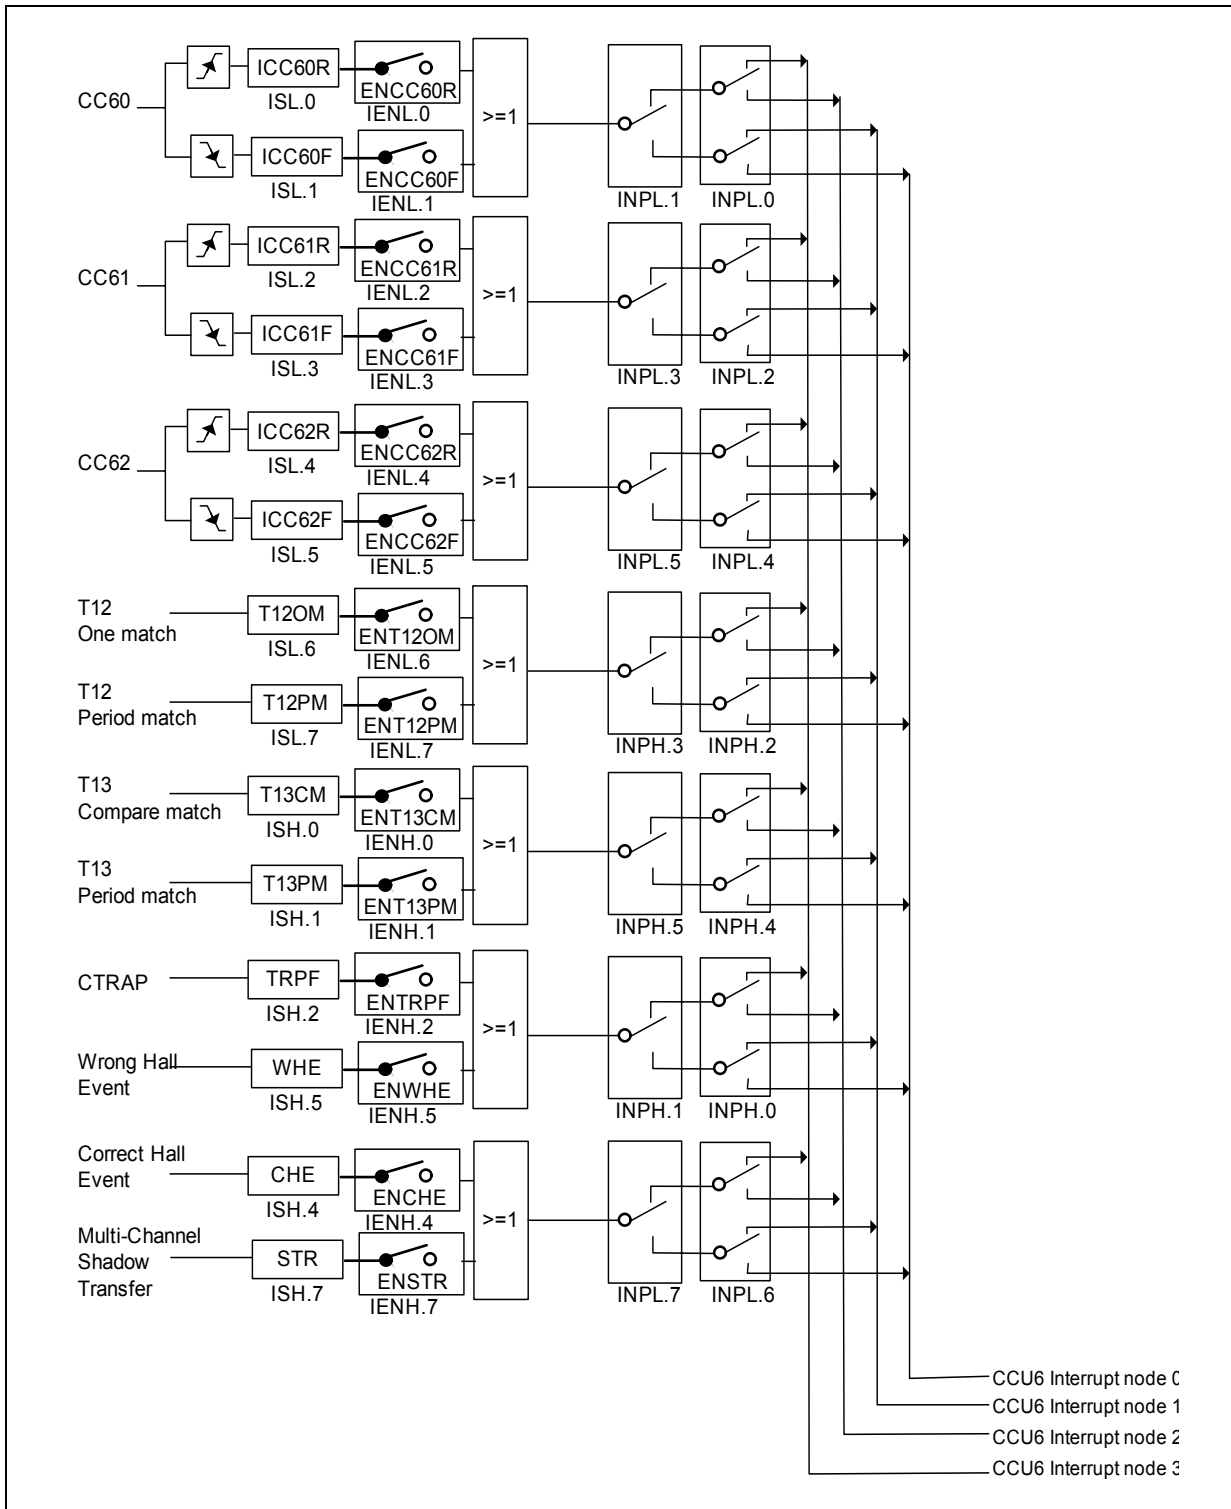 CC60
ICC60R
ENCC60R
ISL.0
IENL.0
>=1
ICC60F
ENCC60F
ISL.1
IENL.1
INPL.1
INPL.0
CC61
ICC61R
ENCC61R
ISL.2
IENL.2
>=1
ICC61F
ENCC61F
ISL.3
IENL.3
INPL.3
INPL.2
CC62
ICC62R
ENCC62R
ISL.4
IENL.4
>=1
ICC62F
ENCC62F
ISL.5
IENL.5
INPL.5
INPL.4
T12
One match
T12OM
ENT12OM
ISL.6
IENL.6
>=1
T12
Period match
T12PM
ENT12PM
ISL.7
IENL.7
INPH.3
INPH.2
T13
Compare match
T13CM
ENT13CM
ISH.0
IENH.0
>=1
T13
Period match
T13PM
ENT13PM
ISH.1
IENH.1
INPH.5
INPH.4
CTRAP
TRPF
ENTRPF
ISH.2
IENH.2
>=1
Wrong Hall
Event
WHE
ENWHE
ISH.5
IENH.5
INPH.1
INPH.0
Correct Hall
Event
CHE
ENCHE
ISH.4
IENH.4
>=1
Multi-Channel
Shadow
Transfer
STR
ENSTR
ISH.7
IENH.7
INPL.7
INPL.6
CCU6 Interrupt node 0
CCU6 Interrupt node 1
CCU6 Interrupt node 2
CCU6 Interrupt node 3